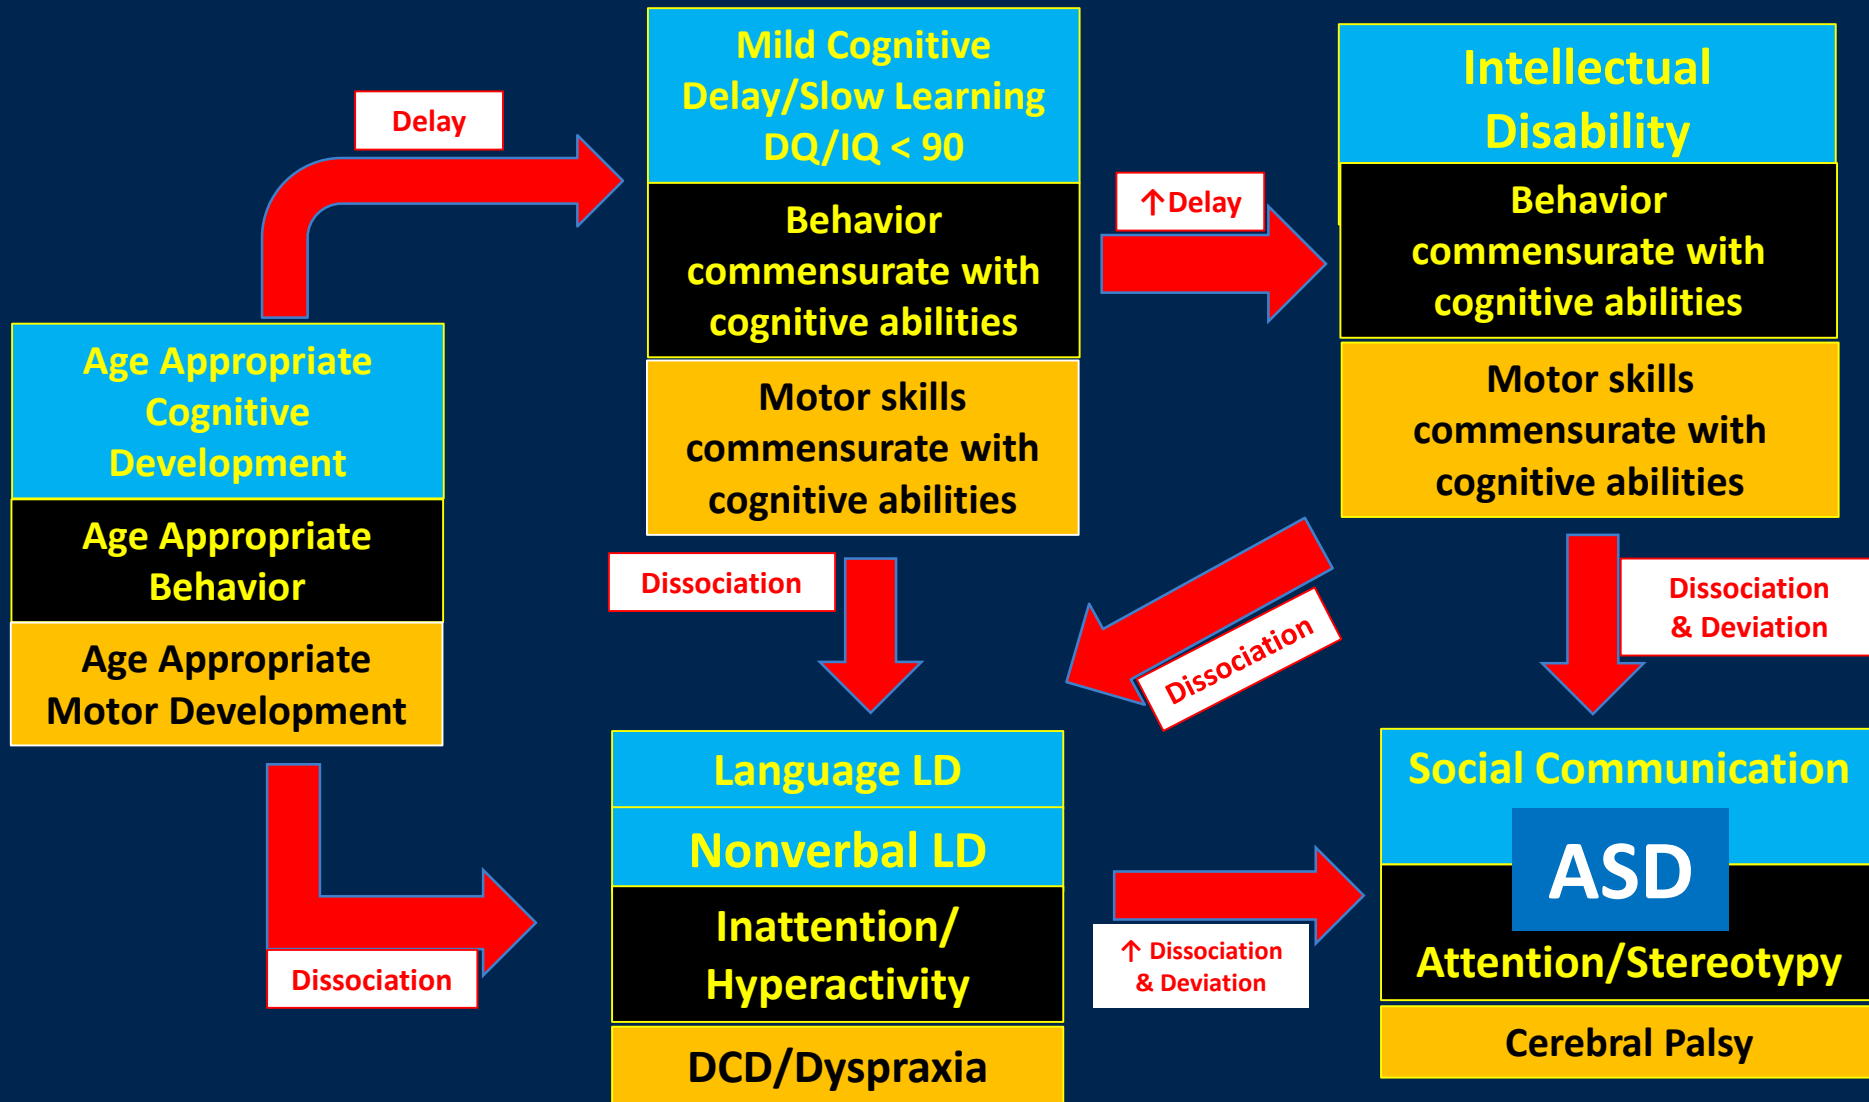 Delay
Mild Cognitive
Delay/Slow Learning
DQ/IQ < 90
Behavior
commensurate with
cognitive abilities
Motor skills
commensurate with
cognitive abilities
↑Delay
Intellectual
Disability
Behavior
commensurate with
cognitive abilities
Motor skills
commensurate with
cognitive abilities
Age Appropriate
Cognitive
Development
Age Appropriate
Behavior
Age Appropriate
Motor Development
Dissociation
Dissociation
Dissociation
& Deviation
Dissociation
Language LD
Nonverbal LD
Inattention/
Hyperactivity
DCD/Dyspraxia
↑ Dissociation
& Deviation
Social Communication
ASD
Attention/Stereotypy
Cerebral Palsy